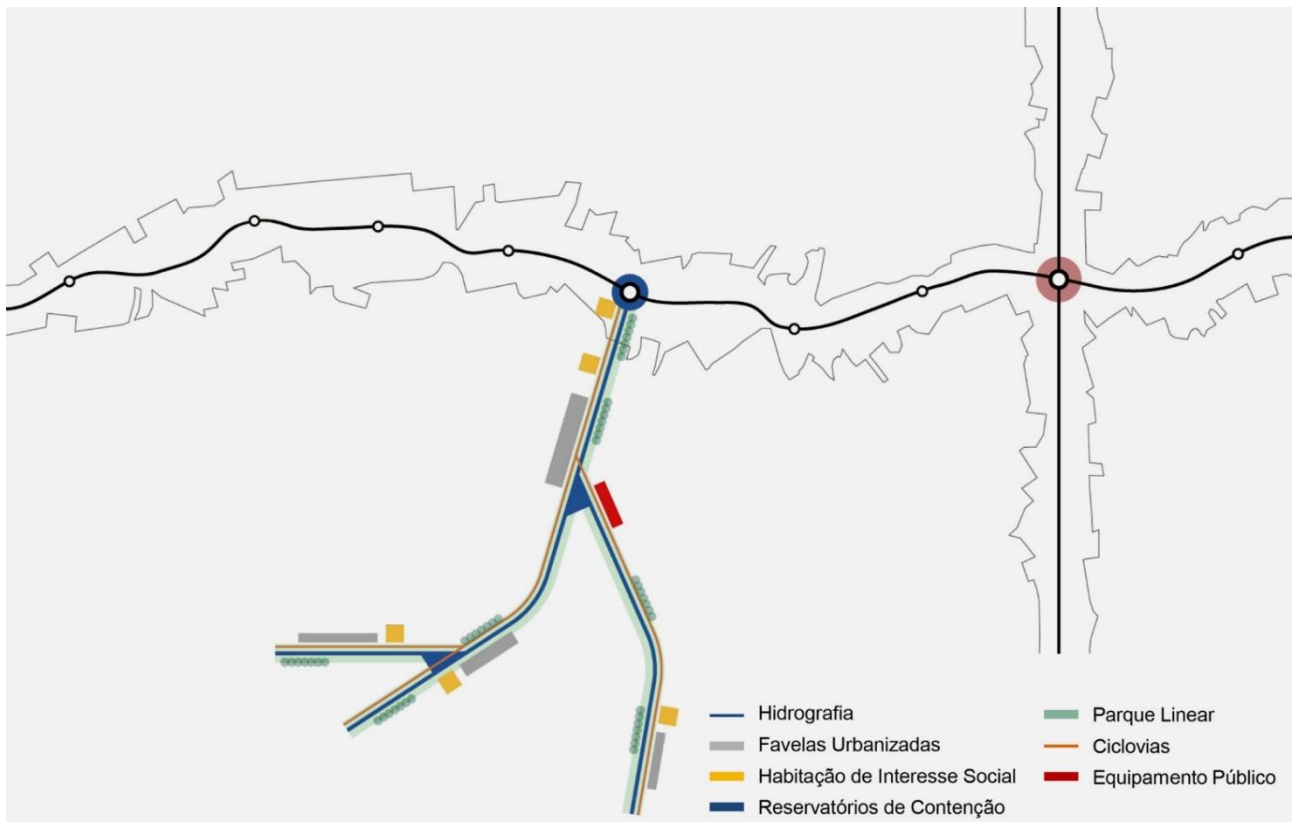 Hidrografia
Favelas Urbanizadas
Habitação de Interesse Social
Reservatórios de Contenção
Parque Linear
Ciclovias
Equipamento Público